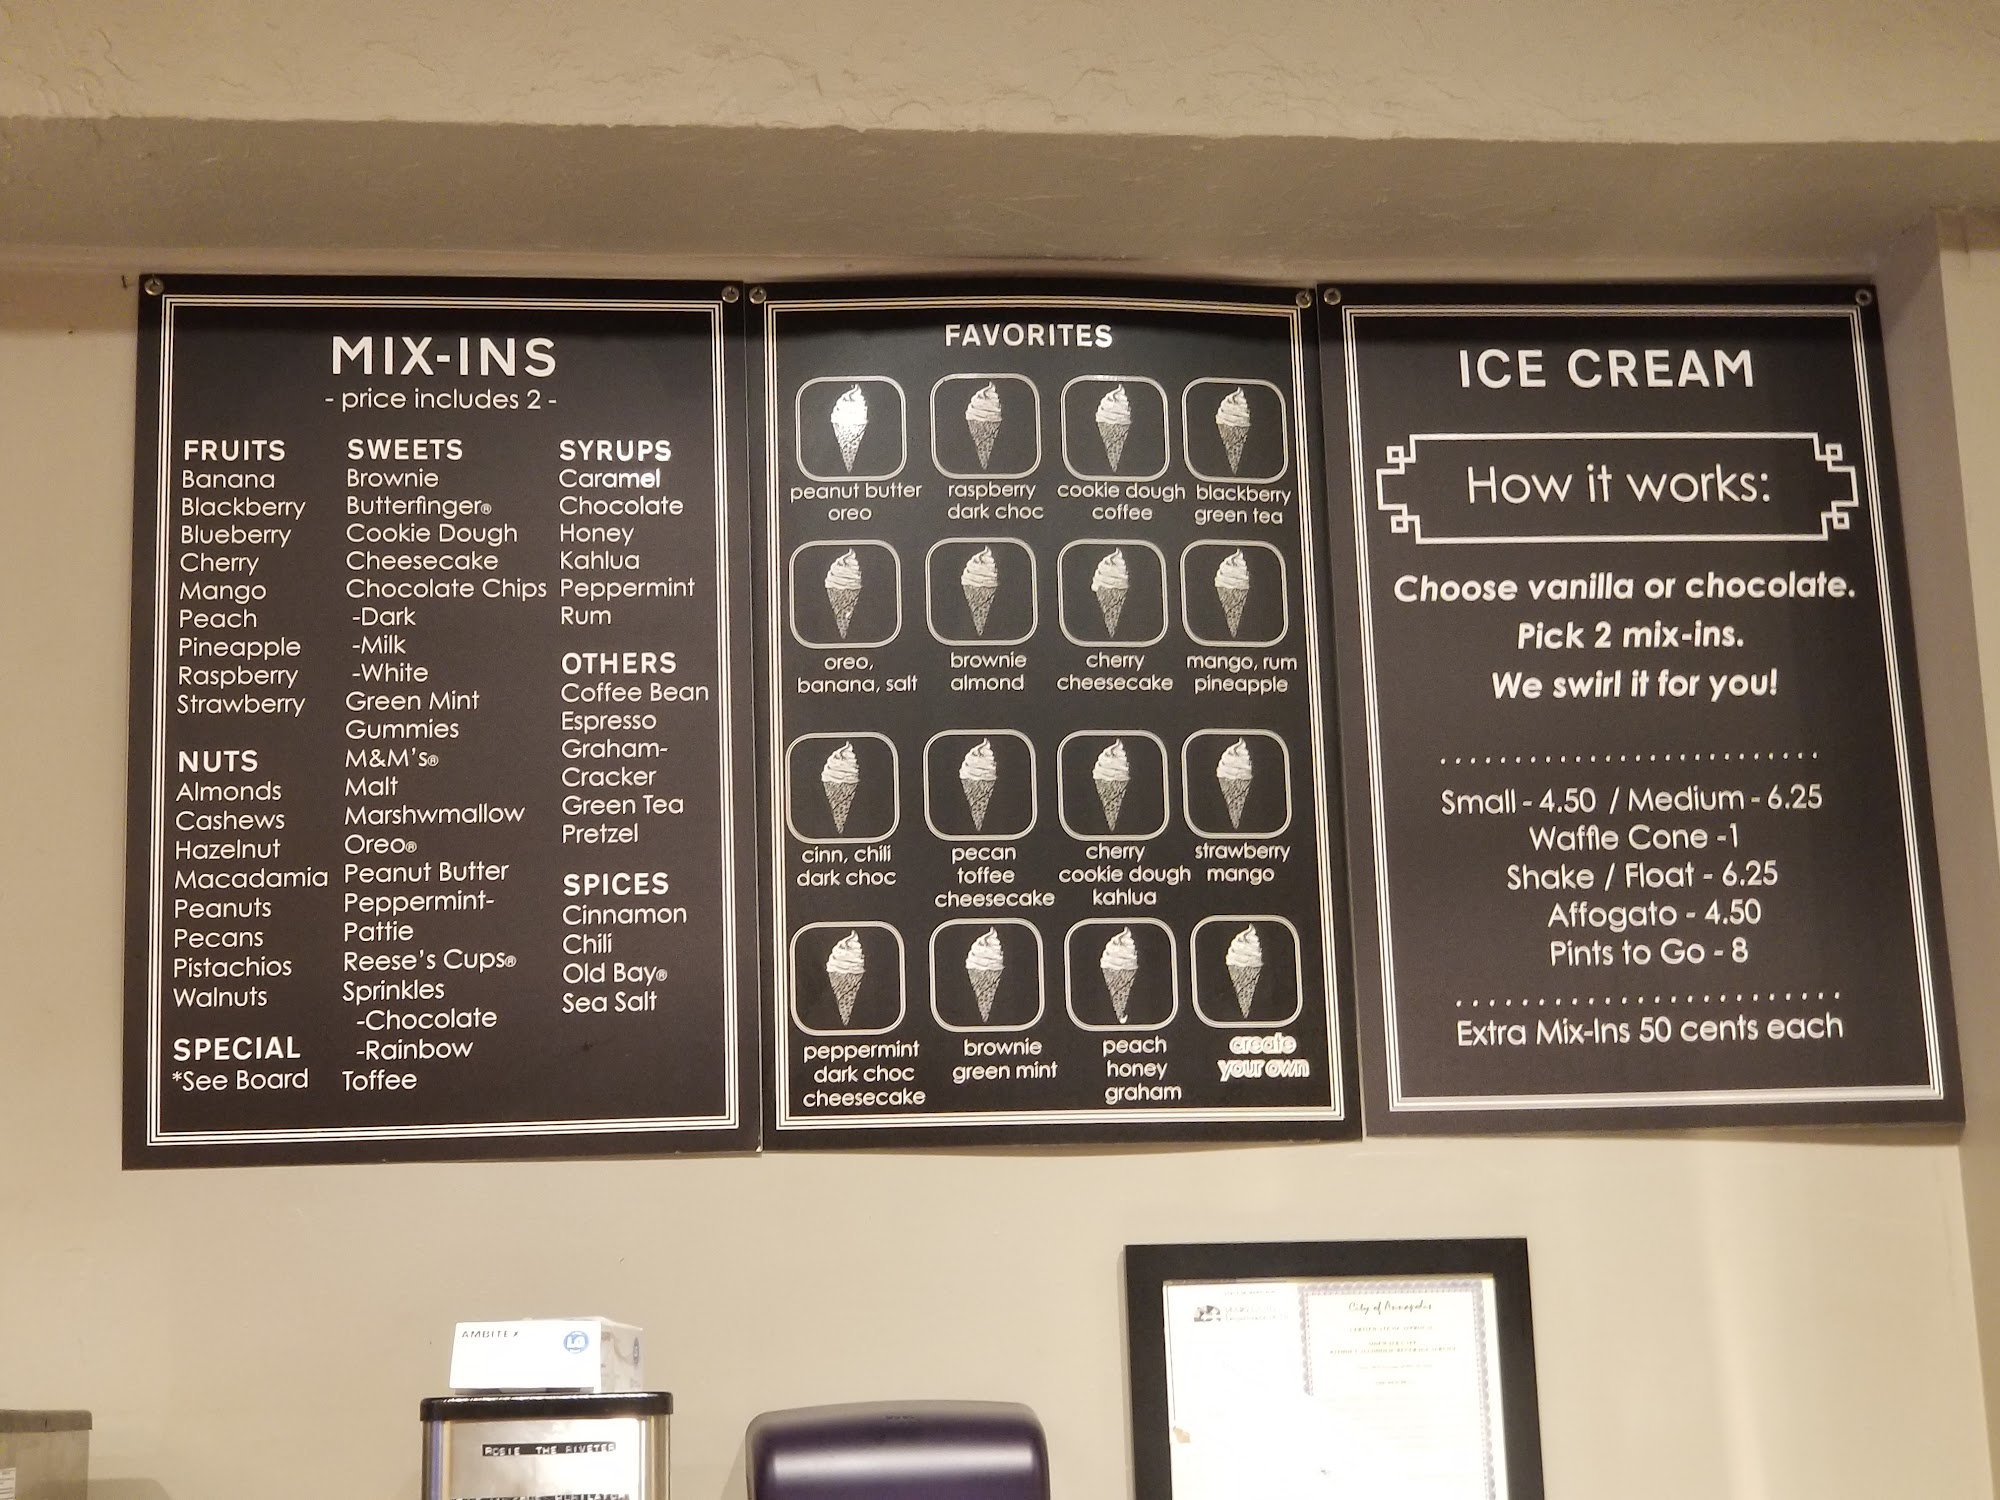 MIX-INS
- price includes 2 -
FRUITS
Banana
Blackberry
Blueberry
Cherry
Mango
Peach
Pineapple
Raspberry
Strawberry
NUTS
Almonds
Cashews
Hazelnut
Macadamia
Peanuts
Pecans
Pistachios
Walnuts
SPECIAL
*See Board
SWEETS
Brownie
Butterfinger®
Cookie Dough
Cheesecake
Chocolate Chips
-Dark
-Milk
-White
Green Mint
Gummies
M&M's®
Malt
Marshwmallow
Oreo®
Peanut Butter
Peppermint-
Pattie
Reese's Cups®
Sprinkles
-Chocolate
-Rainbow
Toffee
SYRUPS
Caramel
Chocolate
Honey
Kahlua
Peppermint
Rum
OTHERS
Coffee Bean
Espresso
Graham-
Cracker
Green Tea
Pretzel
SPICES
Cinnamon
Chili
Old Bay®
Sea Salt
FAVORITES
peanut butter
oreo
raspberry
dark choc
cookie dough
coffee
blackberry
green tea
oreo,
banana, salt
brownie
almond
cherry
cheesecake
mango, rum
pineapple
cinn, chili
dark choc
pecan
toffee
cheesecake
cherry
cookie dough
kahlua
strawberry
mango
peppermint
dark choc
cheesecake
brownie
green mint
peach
honey
graham
create
your own
ICE CREAM
How it works:
Choose vanilla or chocolate.
Pick 2 mix-ins.
We swirl it for you!
Small - 4.50 / Medium - 6.25
Waffle Cone -1
Shake / Float - 6.25
Affogato - 4.50
Pints to Go - 8
Extra Mix-Ins 50 cents each
AMBITEX
ROSIE THE RIVETER
City of Annapolis